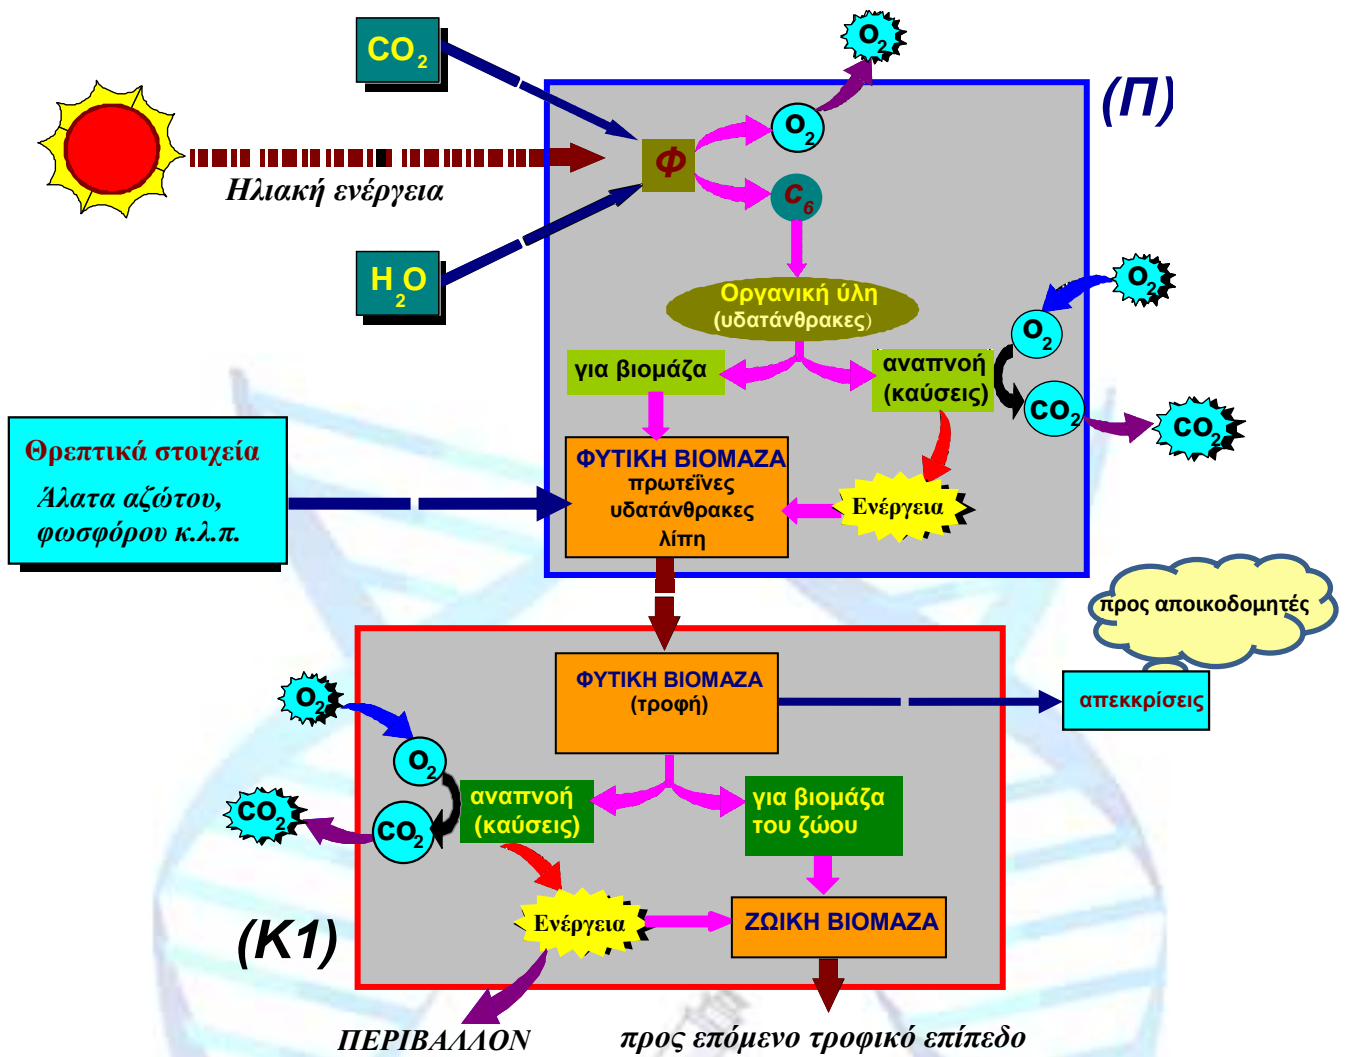 CO2
O2
(Π)
O2
Φ
Ηλιακή ενέργεια
C6
H2O
O2
Οργανική ύλη
(υδατάνθρακες)
O2
για βιομάζα
αναπνοή
(καύσεις)
CO2
CO2
Θρεπτικά στοιχεία
Άλατα αζώτου,
φωσφόρου κ.λ.π.
ΦΥΤΙΚΗ ΒΙΟΜΑΖΑ
πρωτεΐνες
υδατάνθρακες
λίπη
Ενέργεια
προς αποικοδομητές
ΦΥΤΙΚΗ ΒΙΟΜΑΖΑ
(τροφή)
απεκκρίσεις
O2
O2
αναπνοή
(καύσεις)
για βιομάζα
του ζώου
CO2
CO2
(Κ1)
Ενέργεια
ΖΩΙΚΗ ΒΙΟΜΑΖΑ
ΠΕΡΙΒΑΛΛΟΝ
προς επόμενο τροφικό επίπεδο